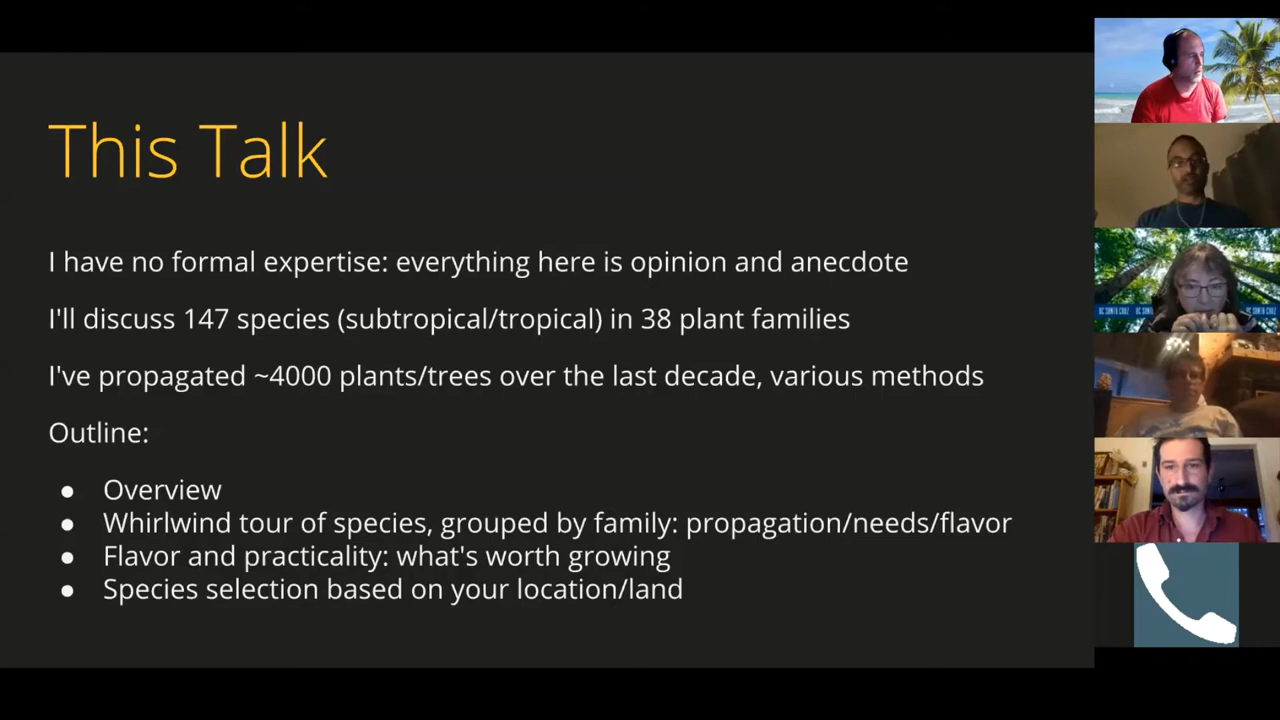 This Talk
I have no formal expertise: everything here is opinion and anecdote
I'll discuss 147 species (subtropical/tropical) in 38 plant families
I've propagated ~4000 plants/trees over the last decade, various methods
Outline:
● Overview
● Whirlwind tour of species, grouped by family: propagation/needs/flavor
● Flavor and practicality: what's worth growing
● Species selection based on your location/land
UC SANTA CRUZ